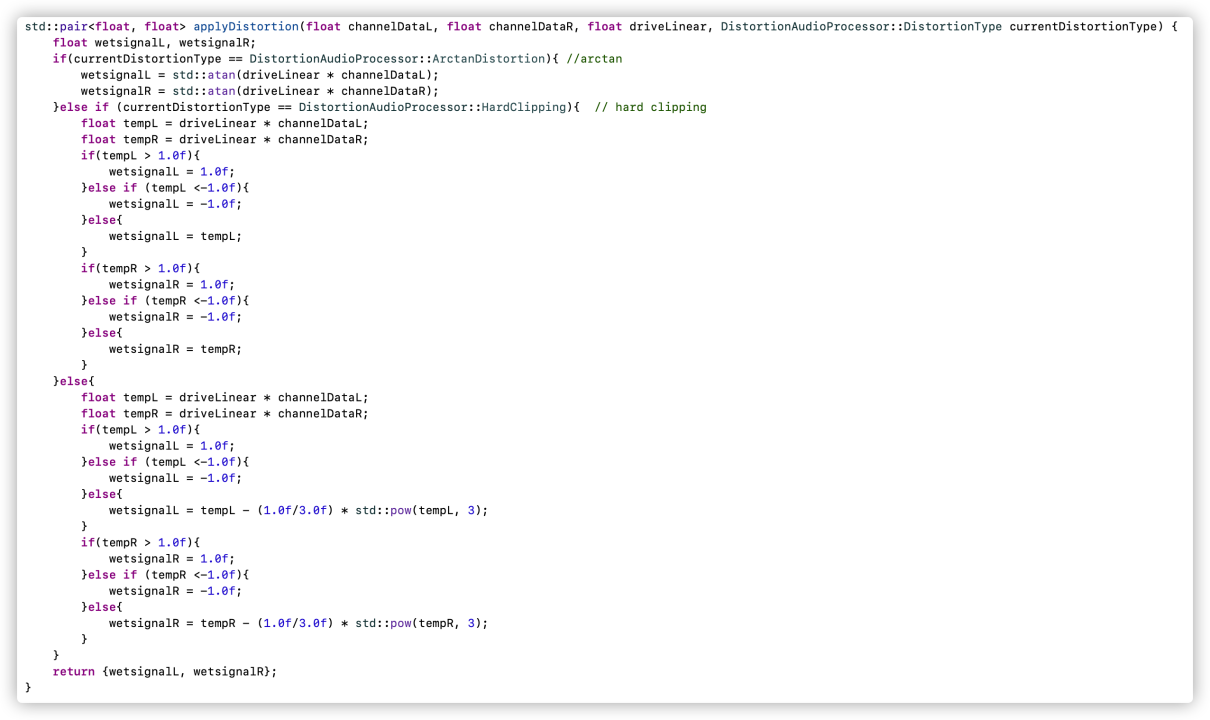 std::pair<float, float> applyDistortion(float channelDataL, float channelDataR, float driveLinear, DistortionAudioProcessor::DistortionType currentDistortionType) {
    float wetsignalL, wetsignalR;
    if(currentDistortionType == DistortionAudioProcessor::ArctanDistortion){ //arctan
        wetsignalL = std::atan(driveLinear * channelDataL);
        wetsignalR = std::atan(driveLinear * channelDataR);
    }else if (currentDistortionType == DistortionAudioProcessor::HardClipping){  // hard clipping
        float tempL = driveLinear * channelDataL;
        float tempR = driveLinear * channelDataR;
        if(tempL > 1.0f){
            wetsignalL = 1.0f;
        }else if (tempL <-1.0f){
            wetsignalL = -1.0f;
        }else{
            wetsignalL = tempL;
        }
        if(tempR > 1.0f){
            wetsignalR = 1.0f;
        }else if (tempR <-1.0f){
            wetsignalR = -1.0f;
        }else{
            wetsignalR = tempR;
        }
    }else{
        float tempL = driveLinear * channelDataL;
        float tempR = driveLinear * channelDataR;
        if(tempL > 1.0f){
            wetsignalL = 1.0f;
        }else if (tempL <-1.0f){
            wetsignalL = -1.0f;
        }else{
            wetsignalL = tempL - (1.0f/3.0f) * std::pow(tempL, 3);
        }
        if(tempR > 1.0f){
            wetsignalR = 1.0f;
        }else if (tempR <-1.0f){
            wetsignalR = -1.0f;
        }else{
            wetsignalR = tempR - (1.0f/3.0f) * std::pow(tempR, 3);
        }
    }
    return {wetsignalL, wetsignalR};
}